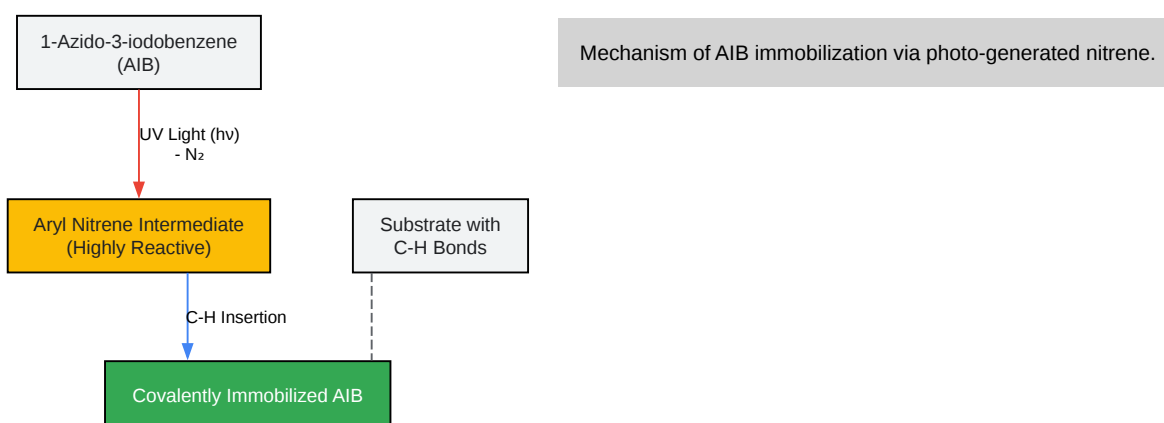 1-Azido-3-iodobenzene
(AIB)
Mechanism of AIB immobilization via photo-generated nitrene.
UV Light (hν)
- N₂
Aryl Nitrene Intermediate
(Highly Reactive)
Substrate with
C-H Bonds
C-H Insertion
Covalently Immobilized AIB